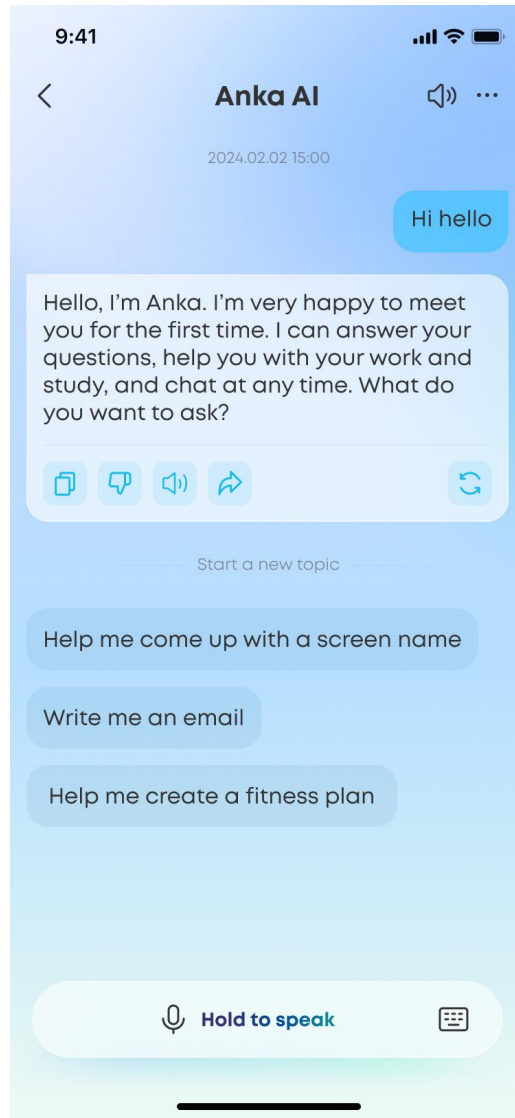 9:41
Anka AI
2024.02.02 15:00
Hi hello
Hello, I’m Anka. I’m very happy to meet
you for the first time. I can answer your
questions, help you with your work and
study, and chat at any time. What do
you want to ask?
Start a new topic
Help me come up with a screen name
Write me an email
Help me create a fitness plan
Hold to speak